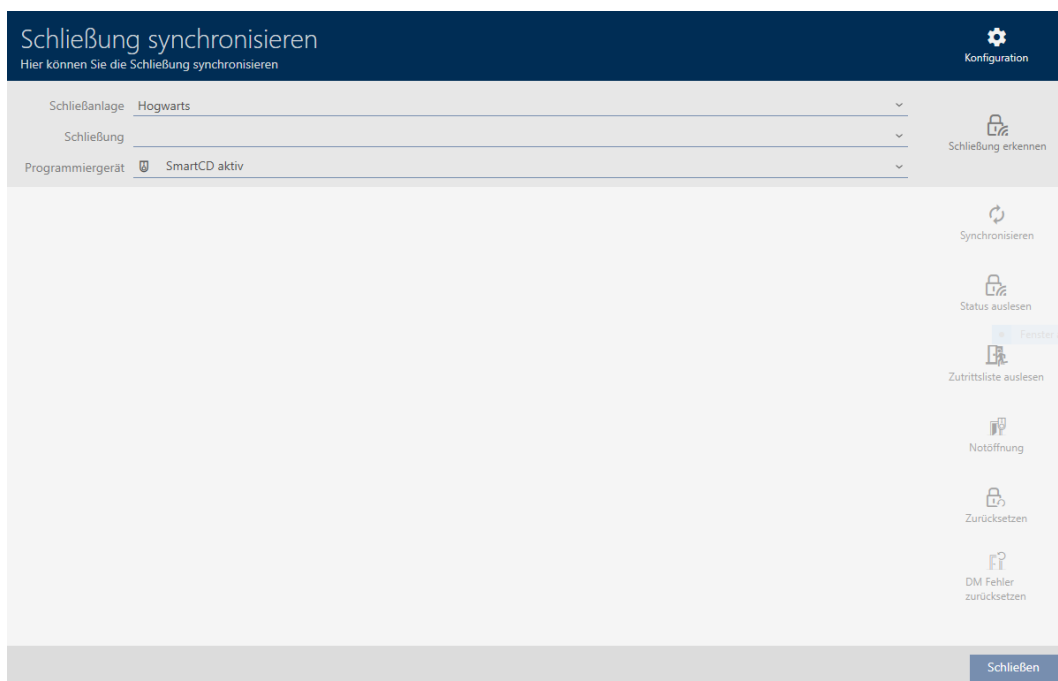 Schließung synchronisieren
Hier können Sie die Schließung synchronisieren
Konfiguration
Schließanlage Hogwarts
Schließung
Programmiergerät SmartCD aktiv
Schließung erkennen
Synchronisieren
Status auslesen
Fenster
Zutrittsliste auslesen
Notöffnung
Zurücksetzen
DM Fehler
zurücksetzen
Schließen